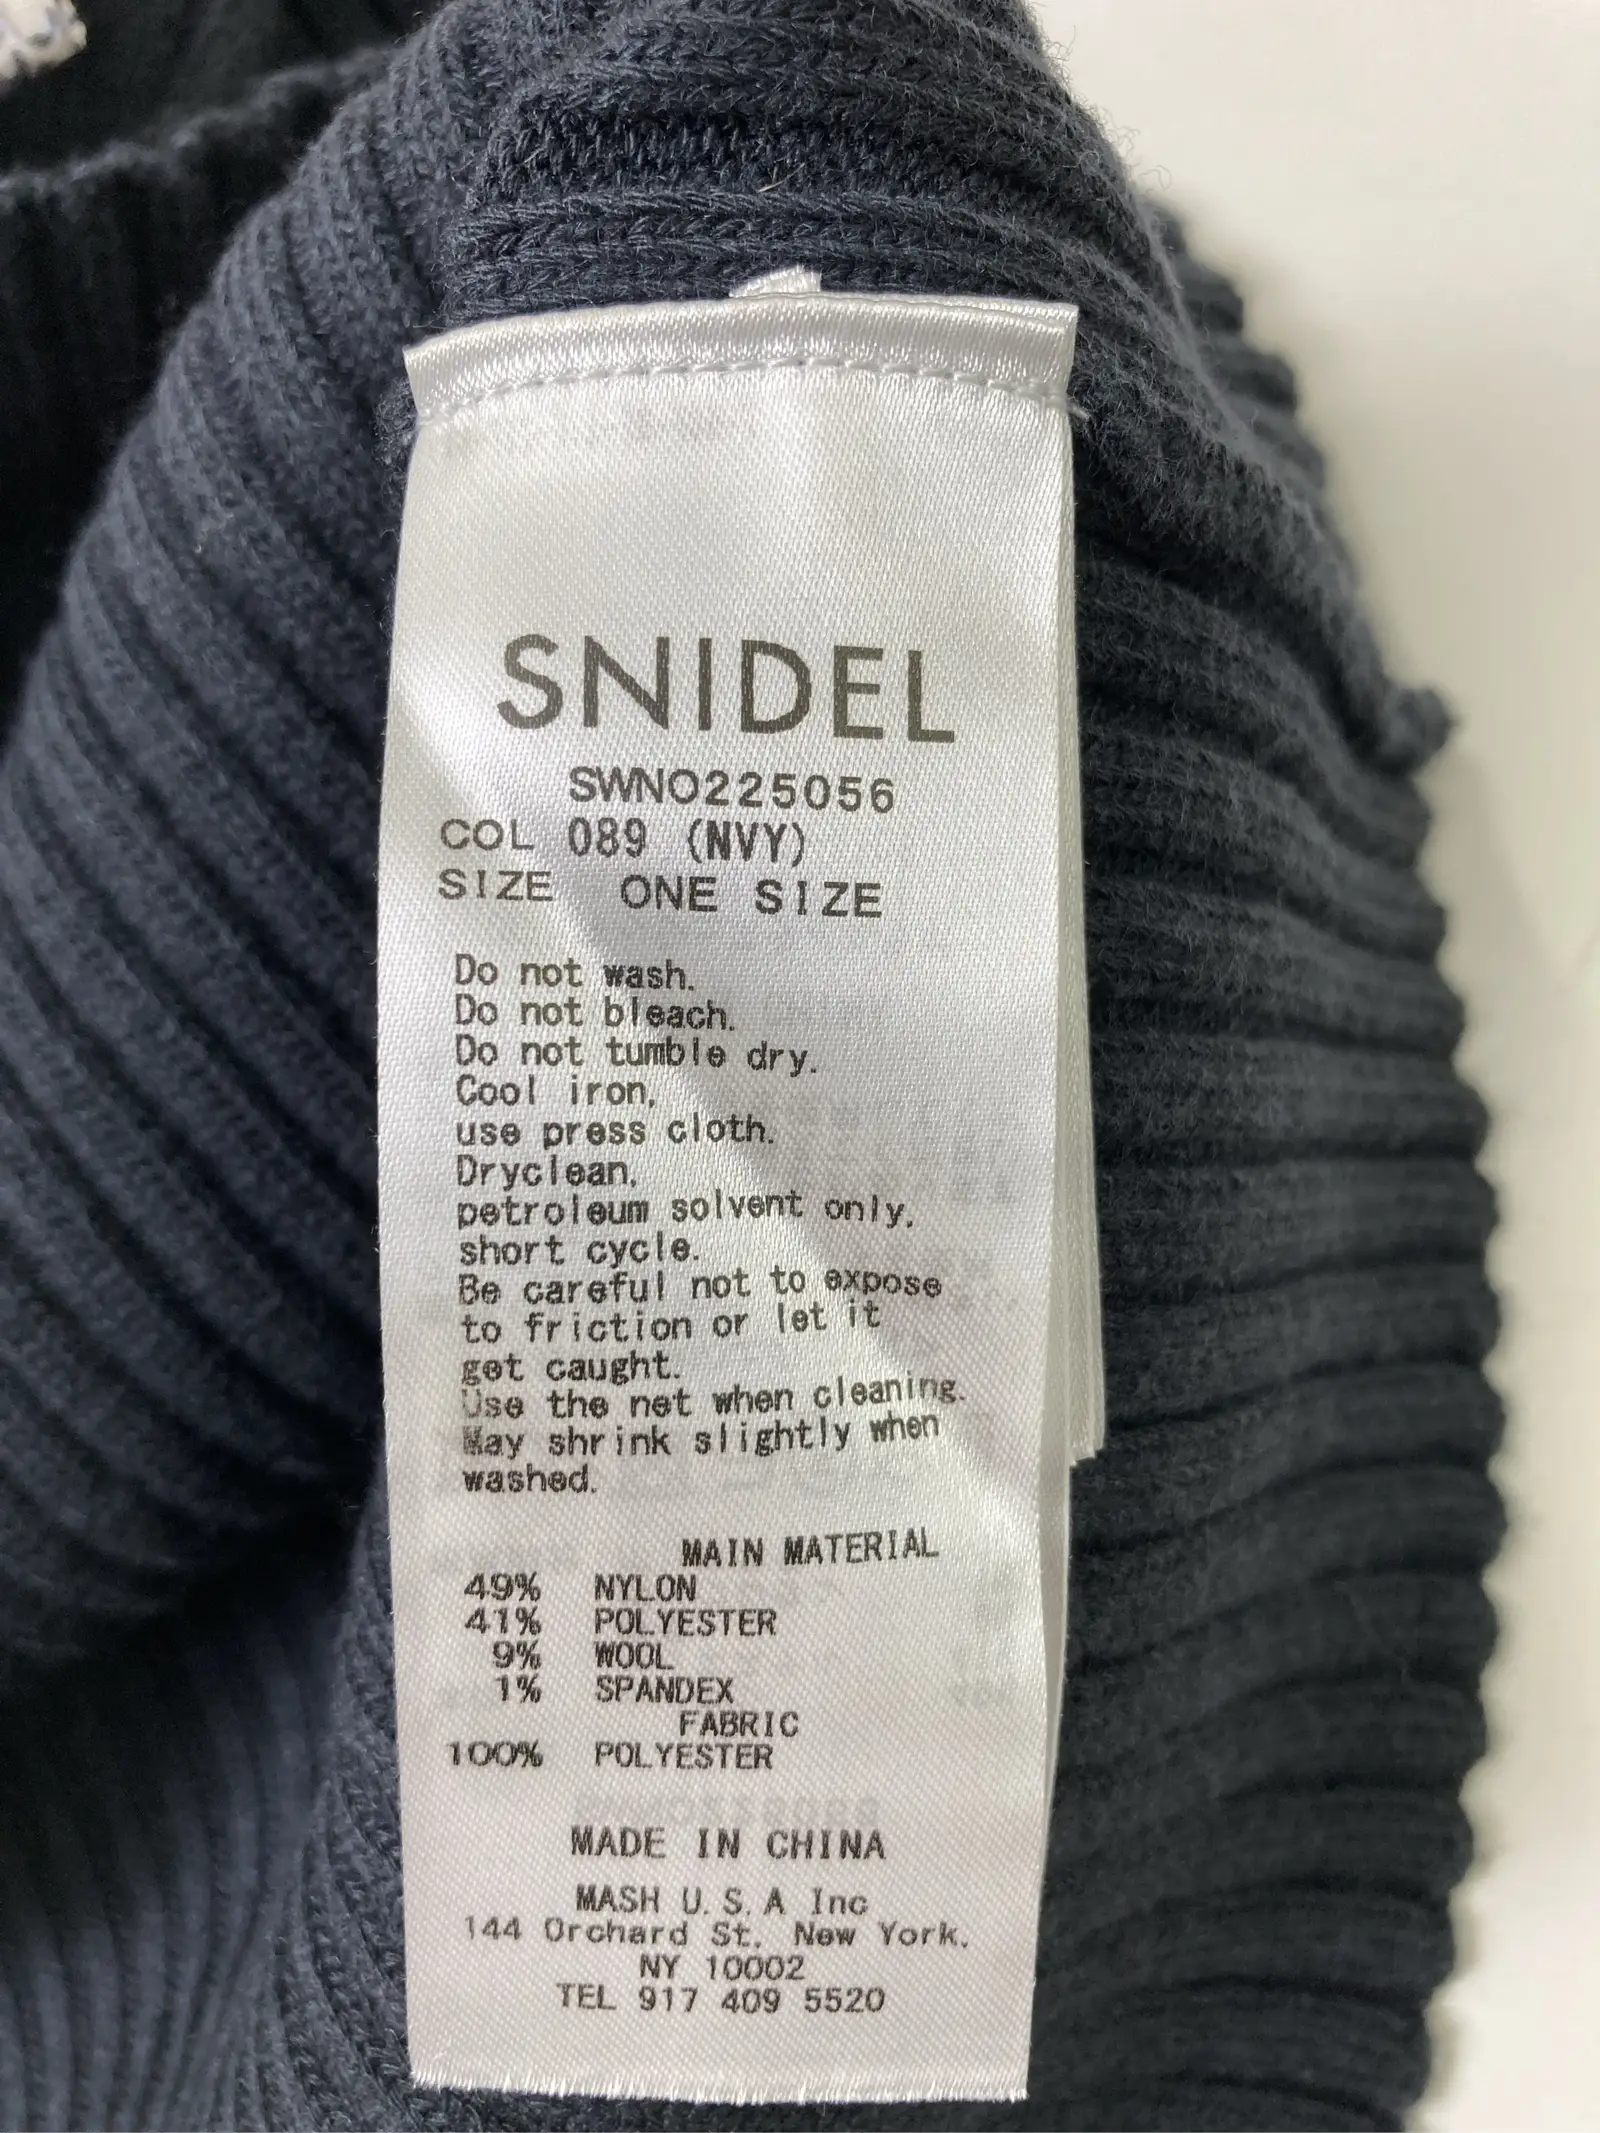 SNIDEL
SWNO225056
COL 089 (NVY)
SIZE ONE SIZE
Do not wash.
Do not bleach.
Do not tumble dry.
Cool iron,
use press cloth.
Dryclean,
petroleum solvent only,
short cycle.
Be careful not to expose
to friction or let it
get caught.
Use the net when cleaning.
May shrink slightly when
washed.
MAIN MATERIAL
49% NYLON
41% POLYESTER
9% WOOL
1% SPANDEX
FABRIC
100% POLYESTER
MADE IN CHINA
MASH U.S.A Inc
144 Orchard St. New York.
NY 10002
TEL 917 409 5520